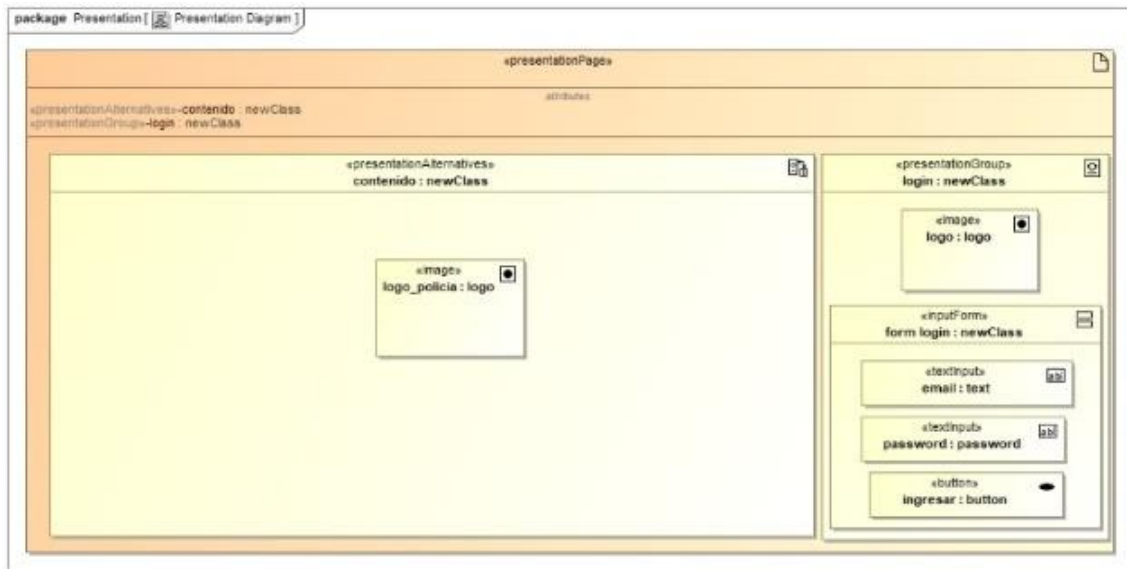 package Presentation [ Presentation Diagram ]
«presentationPage»
attributes
«presentationAlternatives»-contenido : newClass
«presentationGroup»-login : newClass
«presentationAlternatives»
contenido : newClass
«image»
logo_policia : logo
«presentationGroup»
login : newClass
«image»
logo : logo
«inputForm»
form login : newClass
«textInput»
email : text
«textInput»
password : password
«button»
ingresar : button